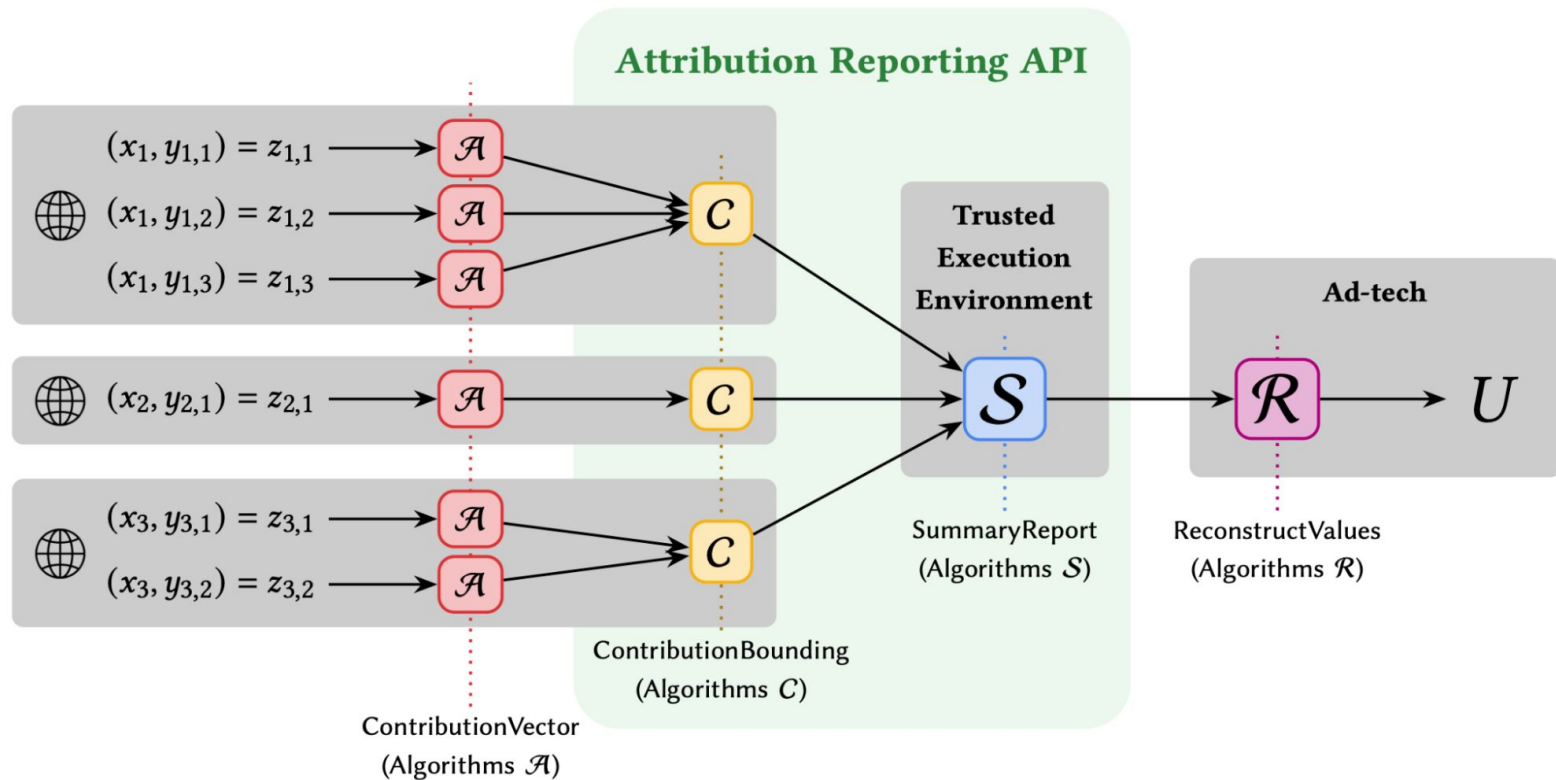 Attribution Reporting API
(x₁, y₁,₁) = z₁,₁
𝒜
(x₁, y₁,₂) = z₁,₂
𝒜
(x₁, y₁,₃) = z₁,₃
𝒜
C
(x₂, y₂,₁) = z₂,₁
𝒜
C
(x₃, y₃,₁) = z₃,₁
𝒜
(x₃, y₃,₂) = z₃,₂
𝒜
C
Trusted
Execution
Environment
S
Ad-tech
R
U
SummaryReport
(Algorithms S)
ReconstructValues
(Algorithms R)
ContributionBounding
(Algorithms C)
ContributionVector
(Algorithms 𝒜)